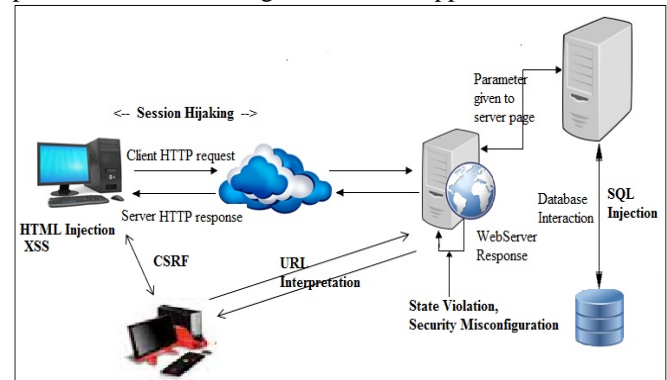 Parameter
given to
server page
<-- Session Hijaking -->
Client HTTP request
Server HTTP response
HTML Injection
XSS
CSRF
URL
Interpretation
WebServer
Response
Database
Interaction
SQL
Injection
State Violation,
Security Misconfiguration